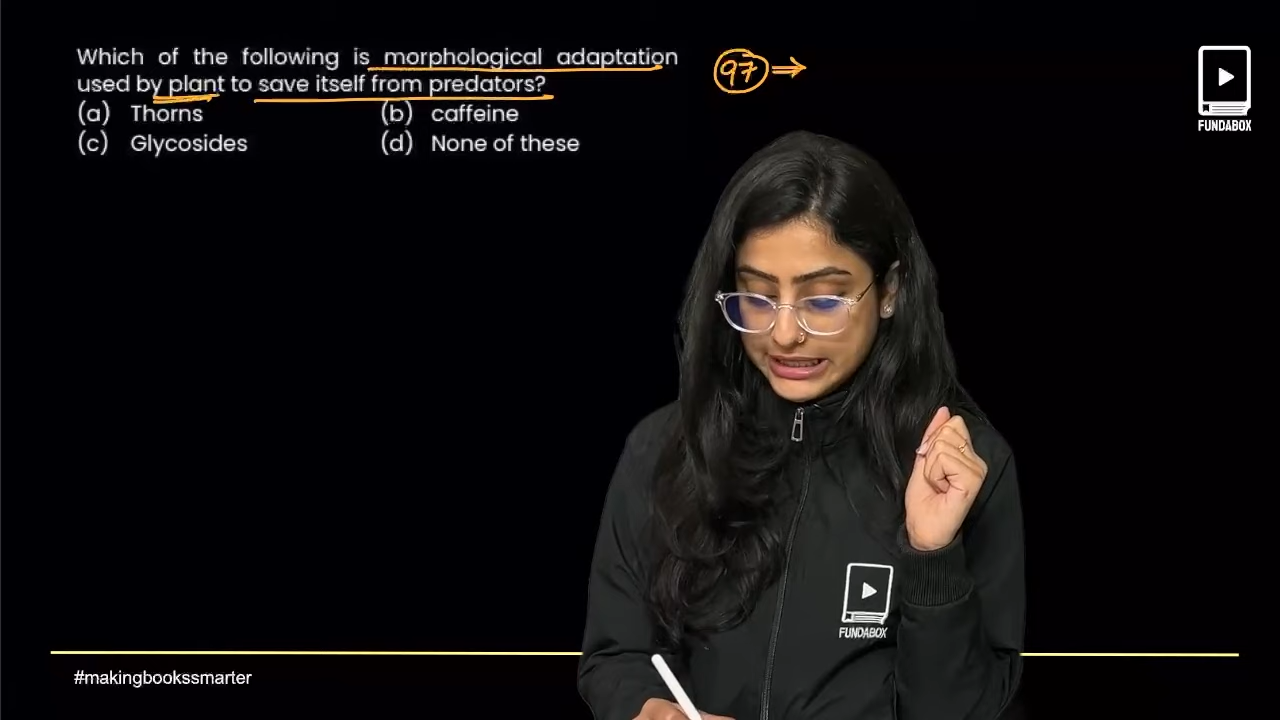 Which of the following is morphological adaptation
used by plant to save itself from predators?
(a) Thorns (b) caffeine
(c) Glycosides (d) None of these
97 →
FUNDABOX
FUNDABOX
#makingbookssmarter